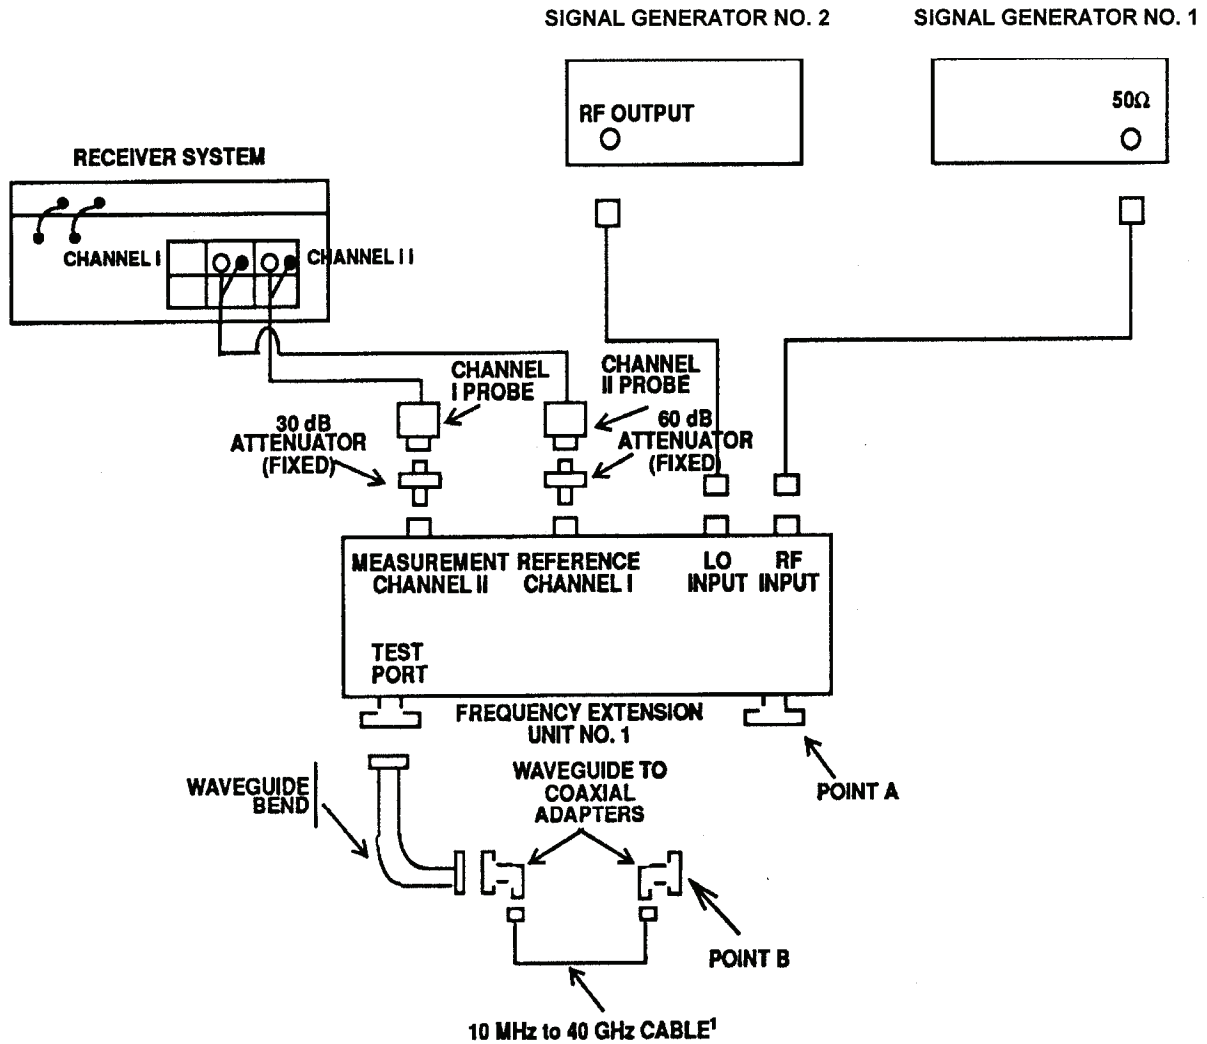 SIGNAL GENERATOR NO. 2
SIGNAL GENERATOR NO. 1
RF OUTPUT
50Ω
RECEIVER SYSTEM
CHANNEL I
CHANNEL II
CHANNEL
I PROBE
CHANNEL
II PROBE
30 dB
ATTENUATOR
(FIXED)
60 dB
ATTENUATOR
(FIXED)
MEASUREMENT
CHANNEL II
REFERENCE
CHANNEL I
LO
INPUT
RF
INPUT
TEST
PORT
FREQUENCY EXTENSION
UNIT NO. 1
POINT A
WAVEGUIDE
BEND
WAVEGUIDE TO
COAXIAL
ADAPTERS
POINT B
10 MHz to 40 GHz CABLE¹